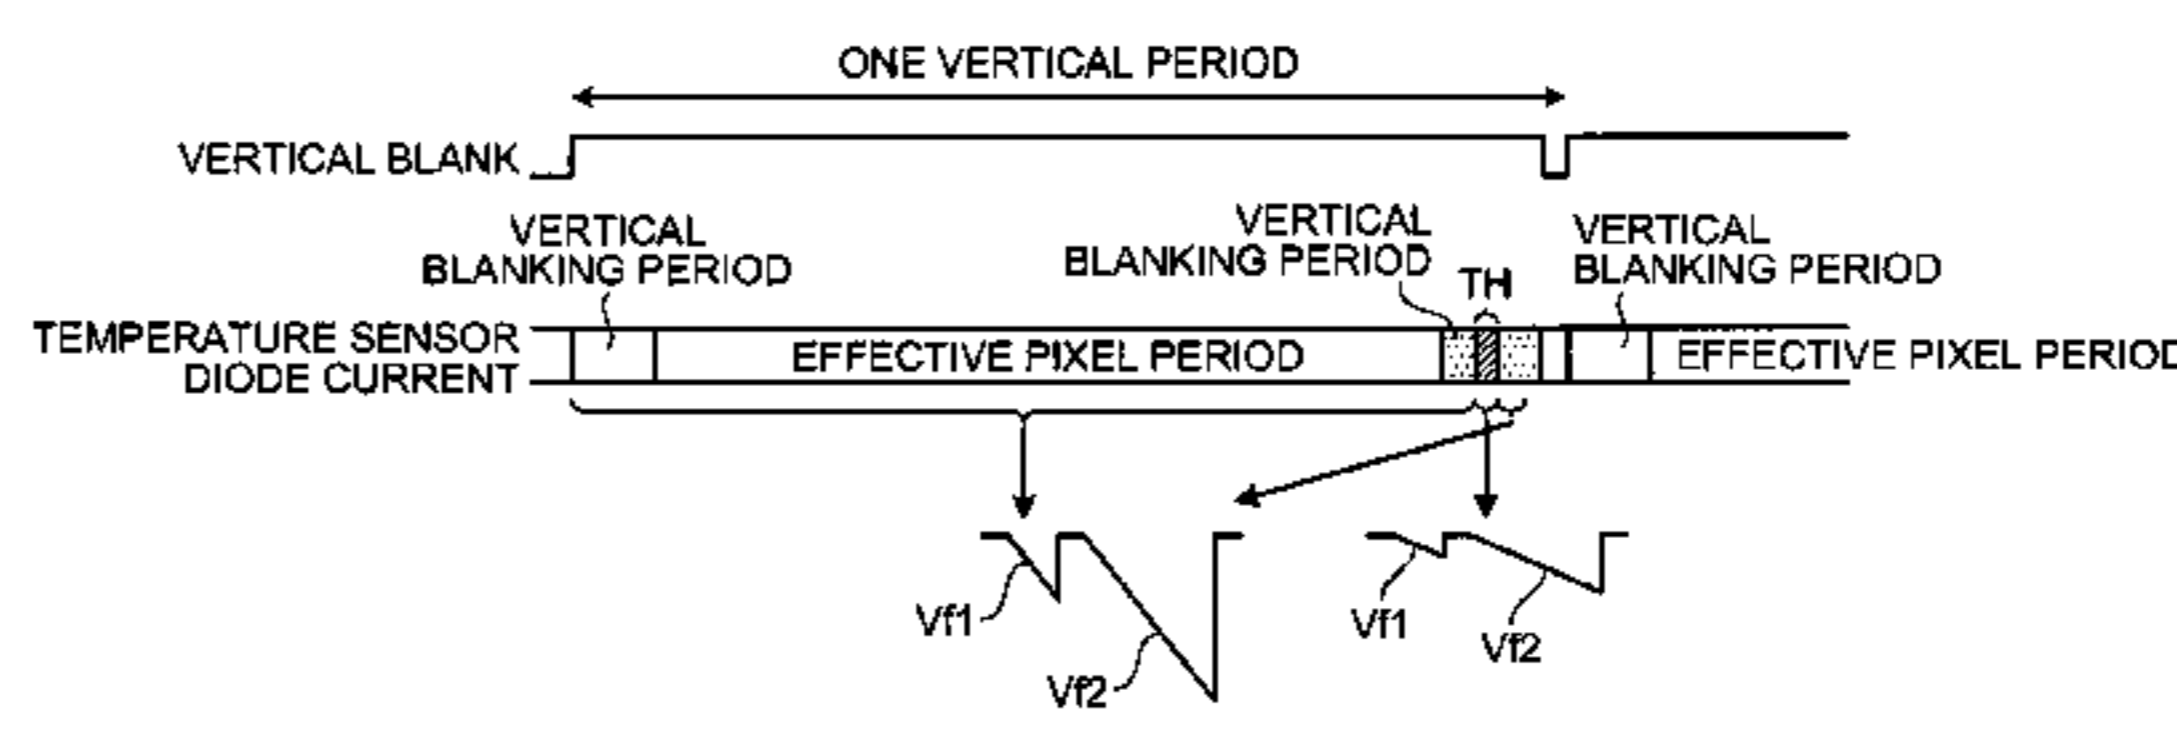 ONE VERTICAL PERIOD
VERTICAL BLANK
VERTICAL
BLANKING PERIOD
VERTICAL
BLANKING PERIOD
TH
VERTICAL
BLANKING PERIOD
TEMPERATURE SENSOR
DIODE CURRENT
EFFECTIVE PIXEL PERIOD
EFFECTIVE PIXEL PERIOD
Vf1
Vf2
Vf1
Vf2